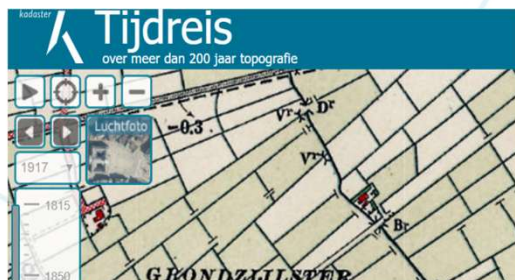 kadaster
Tijdreis
over meer dan 200 jaar topografie
Luchtfoto
-0.3
Vr Dr
Vr
1917
1815
Br
1850
GRONDZIJLSTER